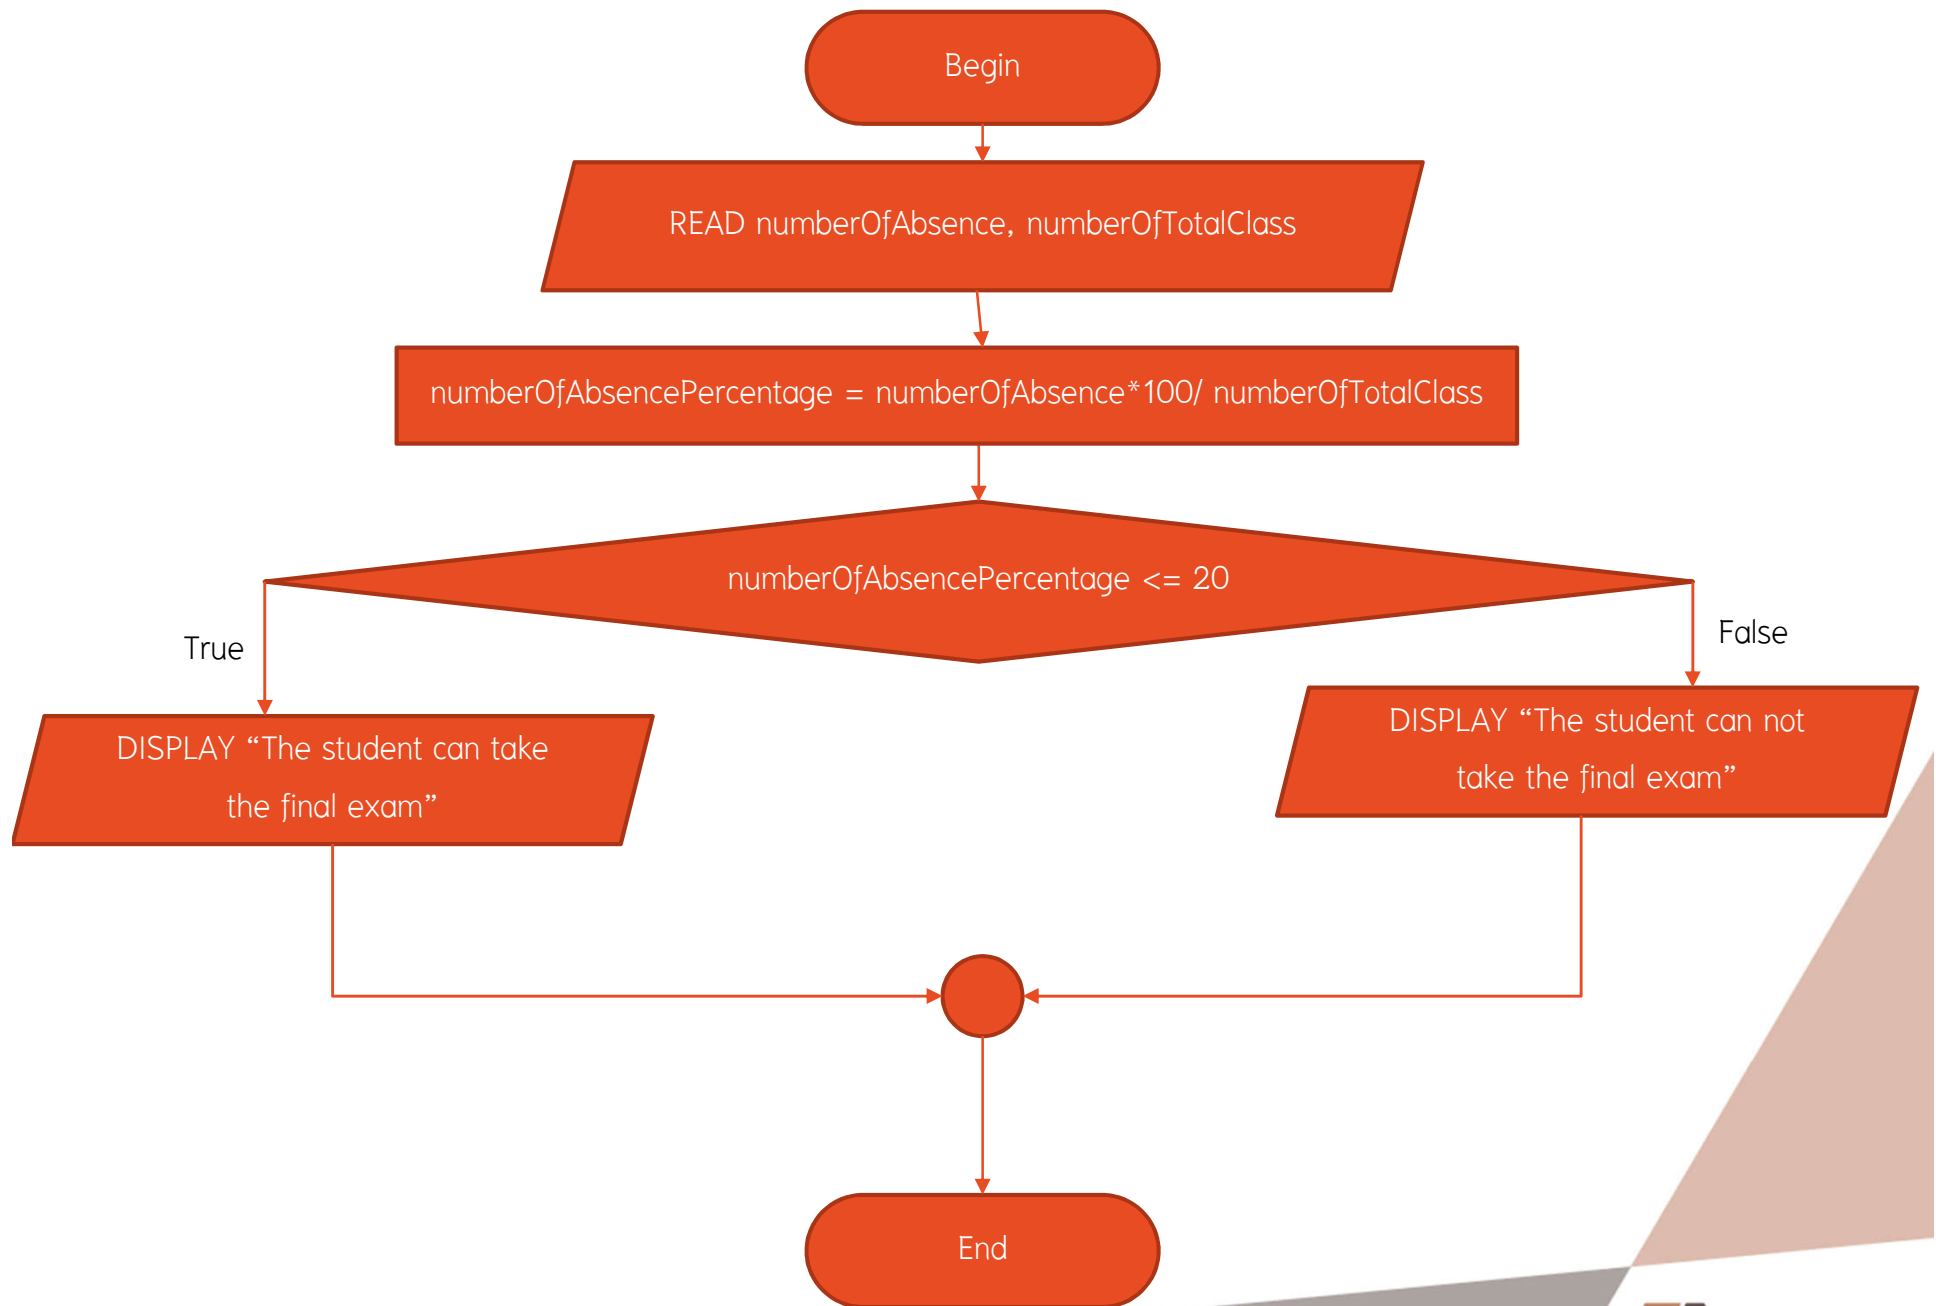 Begin
READ numberOfAbsence, numberOfTotalClass
numberOfAbsencePercentage = numberOfAbsence*100/ numberOfTotalClass
numberOfAbsencePercentage <= 20
True
False
DISPLAY “The student can take
the final exam”
DISPLAY “The student can not
take the final exam”
End